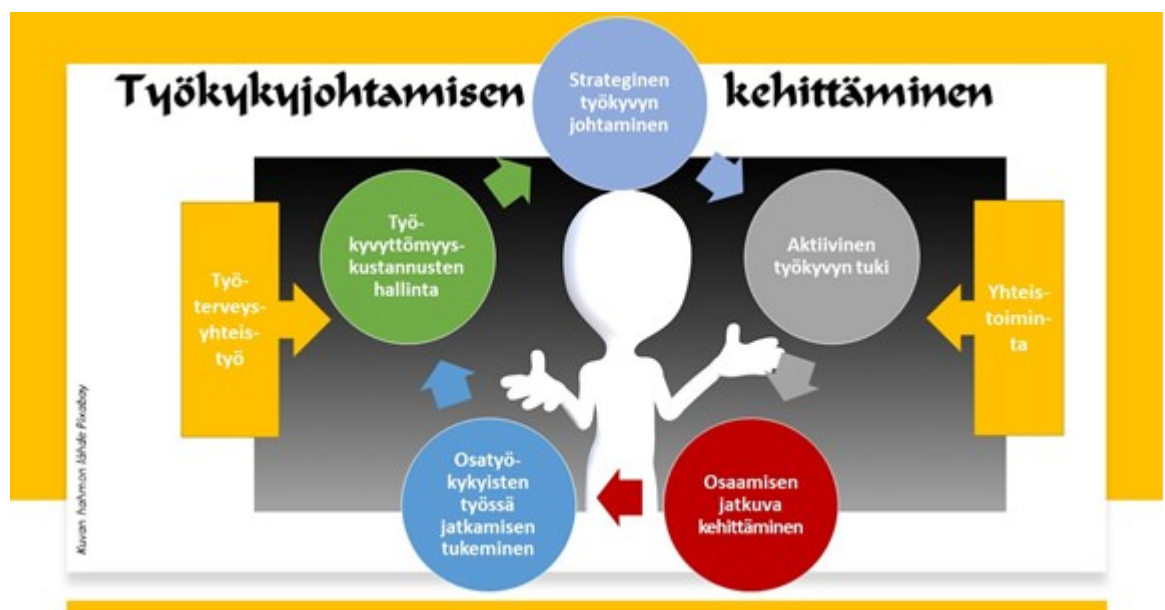 Työkykyjohtamisen kehittäminen
Strateginen
työkyvyn
johtaminen
Työ-
kyvyttömyys-
kustannusten
hallinta
Aktiivinen
työkyvyn tuki
Työ-
terveys-
yhteis-
työ
Yhteis-
toimin-
ta
Osatyö-
kykyisten
työssä
jatkamisen
tukeminen
Osaamisen
jatkuva
kehittäminen
Kuvan hahmon lähde Pixabay